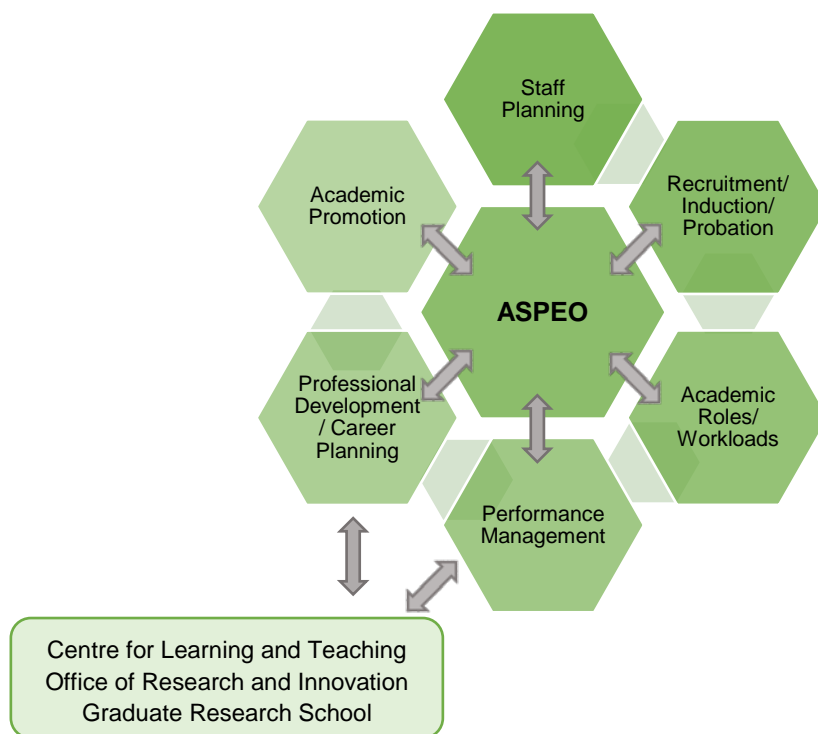 Staff
Planning
Academic
Promotion
Recruitment/
Induction/
Probation
ASPEO
Professional
Development
/ Career
Planning
Academic
Roles/
Workloads
Performance
Management
Centre for Learning and Teaching
Office of Research and Innovation
Graduate Research School